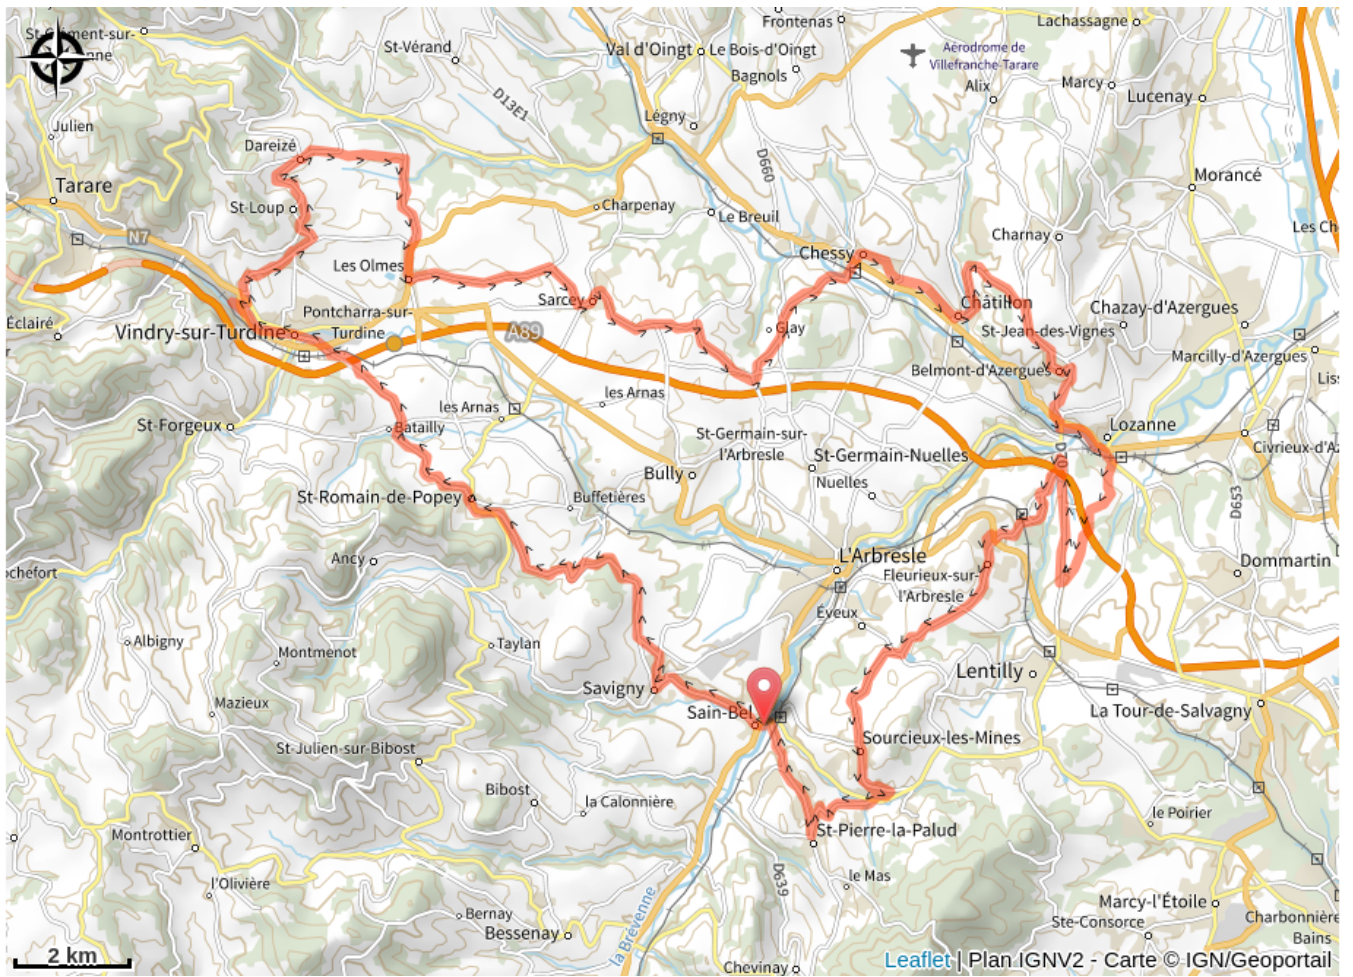 St-Clément-sur-
nne
St-Vérand
Frontenas
Lachassagne
Val d'Oingt
Le Bois-d'Oingt
Bagnols
Aérodrome de
Villefranche-Tarare
Alix
Marcy
Lucenay
D13E1
Légny
Julien
Dareizé
D660
Tarare
St-Loup
Charpenay
Le Breuil
Morancé
N7
Les Ch
Charnay
Les Olmes
Chessy
Sarcey
Châtillon
Chazay-d'Azergues
Éclairé
Vindry-sur-Turdine
Pontcharra-sur-
Turdine
A89
Glay
St-Jean-des-Vignes
Marcilly-d'Azergues
Belmont-d'Azergues
Liss
les Arnas
les Arnas
St-Forgeux
Batailly
Lozanne
St-Germain-sur-
l'Arbresle
St-Germain-Nuelles
Civrieux-d'Az
Bully
Nuelles
D653
St-Romain-de-Popey
Buffetières
Ancy
L'Arbresle
Dommartin
ochefort
Fleurieux-sur-
l'Arbresle
Éveux
Albigny
Montmenot
Taylan
Lentilly
Savigny
Mazieux
Sain-Bel
La Tour-de-Salvagny
St-Julien-sur-Bibost
Sourcieux-les-Mines
Bibost
la Calonnière
le Poirier
Montrottier
St-Pierre-la-Palud
l'Olivière
D639
le Mas
Marcy-l'Étoile
Bernay
Bessenay
la Brévenne
Ste-Consorce
Charbonnière
Bains
2 km
Chevinay
Leaflet | Plan IGNV2 - Carte © IGN/Geoportail